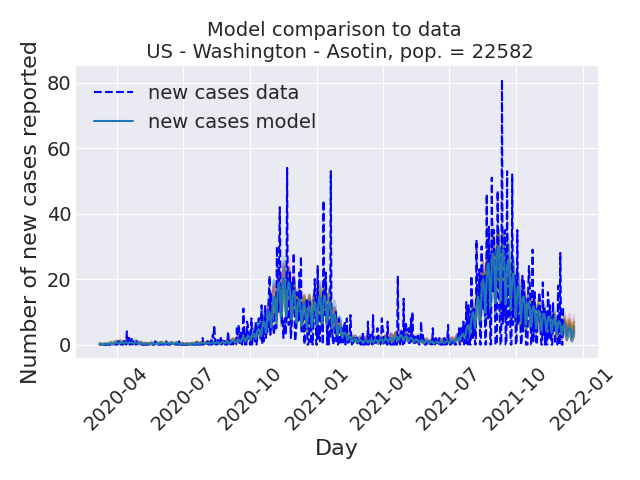 Model comparison to data
US - Washington - Asotin, pop. = 22582
Number of new cases reported
80
60
40
20
0
new cases data
new cases model
2020-04
2020-07
2020-10
2021-01
2021-04
2021-07
2021-10
2022-01
Day